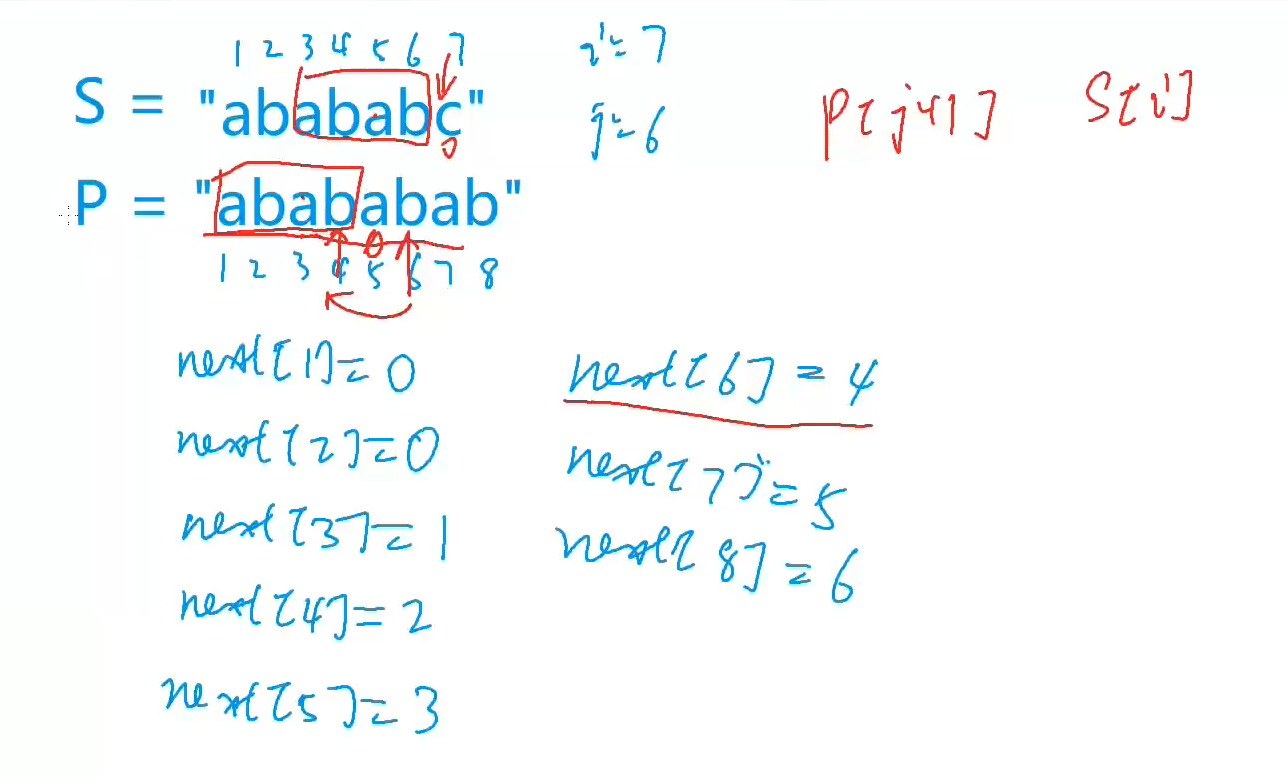 1 2 3 4 5 6 7
i=7
S = "abababc"
j=6
P[j+1] S[i]
P = "abababab"
1 2 3 4 5 6 7 8
next[1]=0
next[2]=0
next[3]=1
next[4]=2
next[5]=3
next[6]=4
next[7]=5
next[8]=6